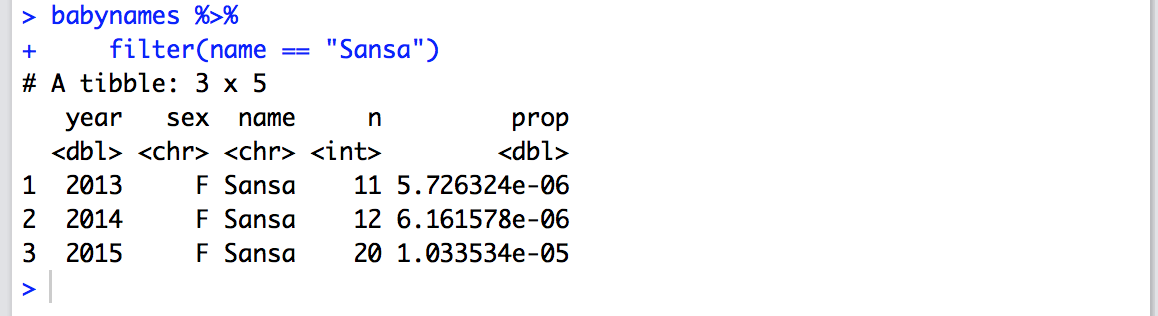 > babynames %>%
+     filter(name == "Sansa")
# A tibble: 3 x 5
   year   sex  name     n         prop
  <dbl> <chr> <chr> <int>        <dbl>
1  2013     F Sansa    11 5.726324e-06
2  2014     F Sansa    12 6.161578e-06
3  2015     F Sansa    20 1.033534e-05
>